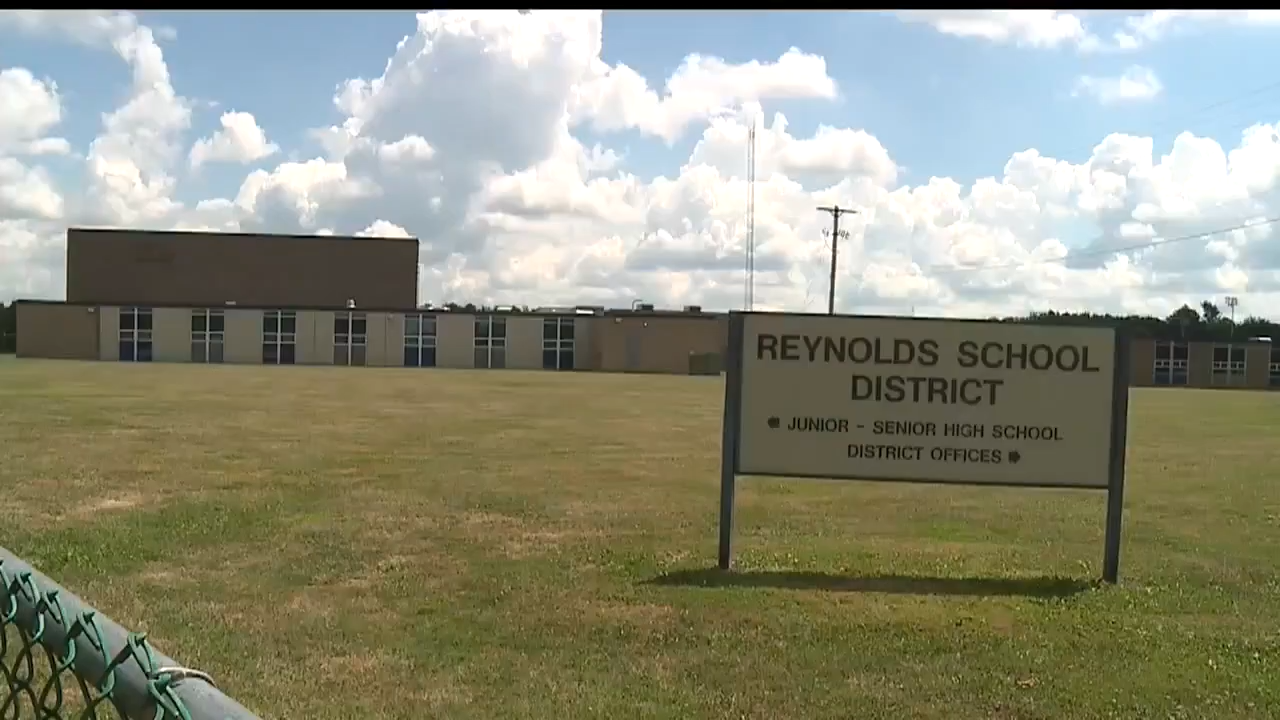 REYNOLDS SCHOOL
DISTRICT
JUNIOR - SENIOR HIGH SCHOOL
DISTRICT OFFICES